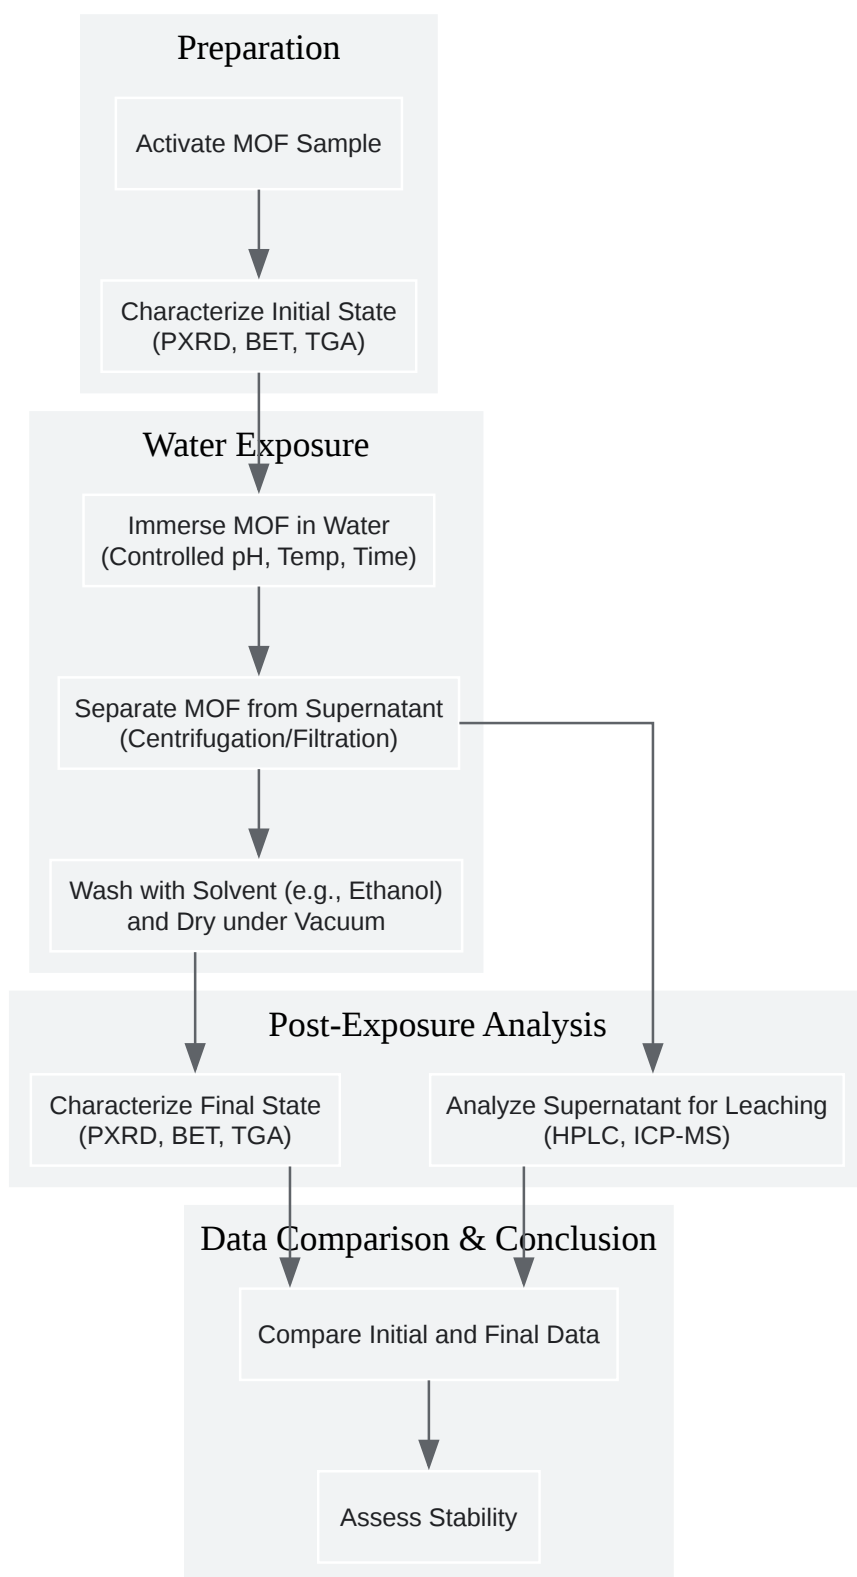 Preparation
Activate MOF Sample
Characterize Initial State
(PXRD, BET, TGA)
Water Exposure
Immerse MOF in Water
(Controlled pH, Temp, Time)
Separate MOF from Supernatant
(Centrifugation/Filtration)
Wash with Solvent (e.g., Ethanol)
and Dry under Vacuum
Post-Exposure Analysis
Characterize Final State
(PXRD, BET, TGA)
Analyze Supernatant for Leaching
(HPLC, ICP-MS)
Data Comparison & Conclusion
Compare Initial and Final Data
Assess Stability